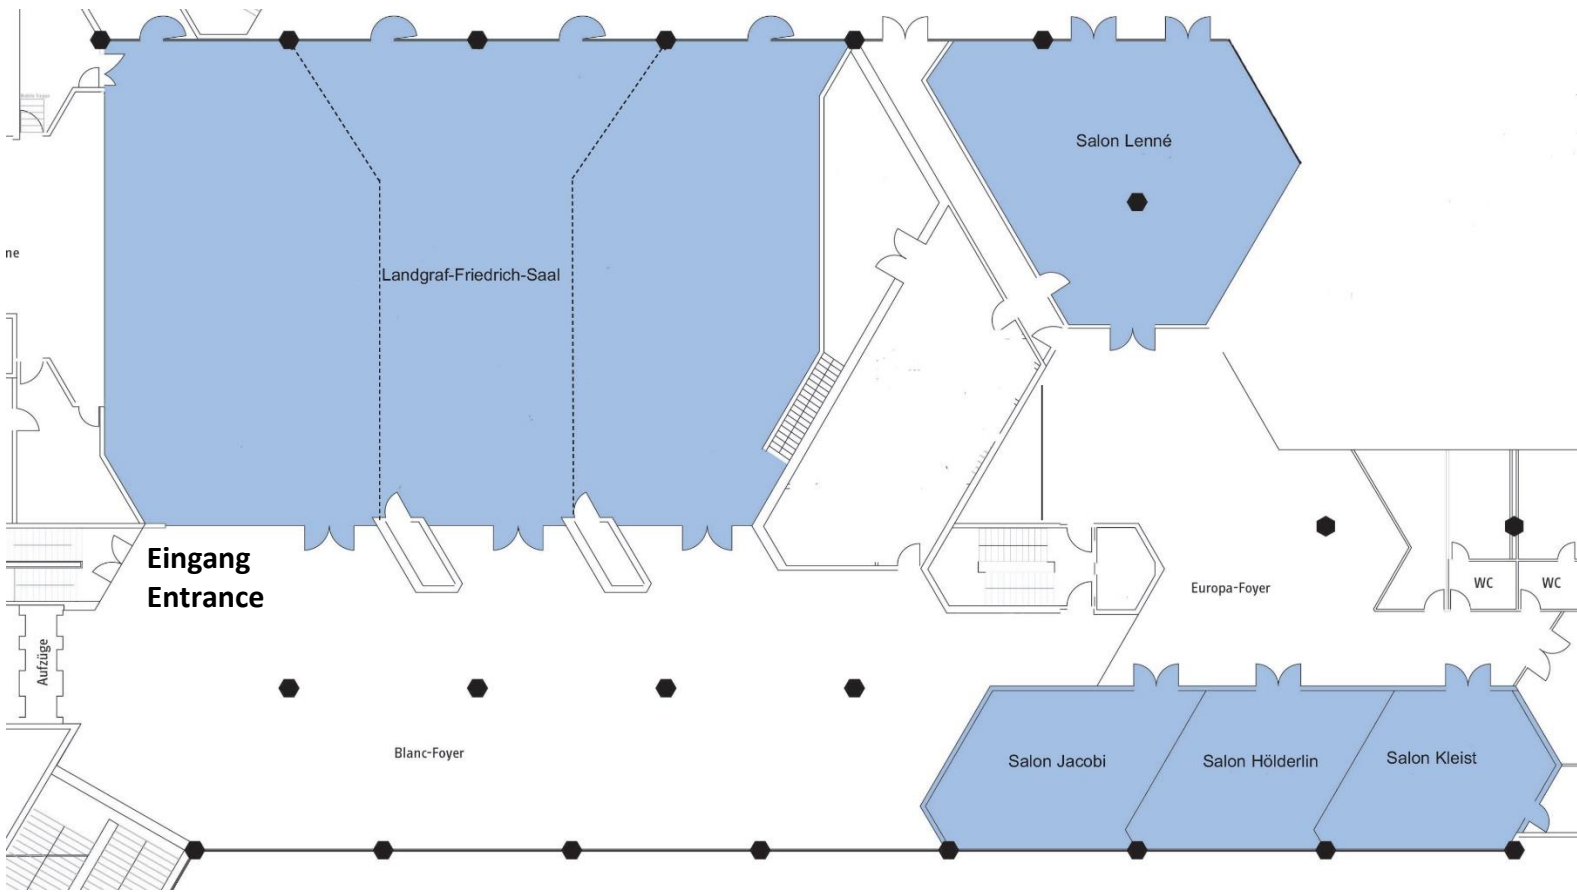 Salon Lenné
ne
Landgraf-Friedrich-Saal
Eingang
Entrance
Europa-Foyer
WC
WC
Aufzüge
Blanc-Foyer
Salon Jacobi
Salon Hölderlin
Salon Kleist